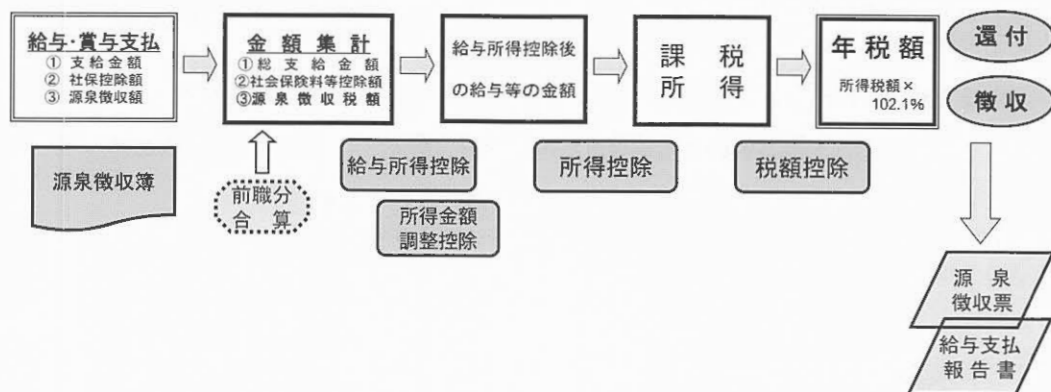 給与・賞与支払
① 支給金額
② 社保控除額
③ 源泉徴収額
金額集計
①総支給金額
②社会保険料等控除額
③源泉徴収税額
給与所得控除後
の給与等の金額
課税
所得
年税額
所得税額×
102.1%
還付
徴収
源泉徴収簿
前職分
合算
給与所得控除
所得金額
調整控除
所得控除
税額控除
源泉
徴収票
給与支払
報告書